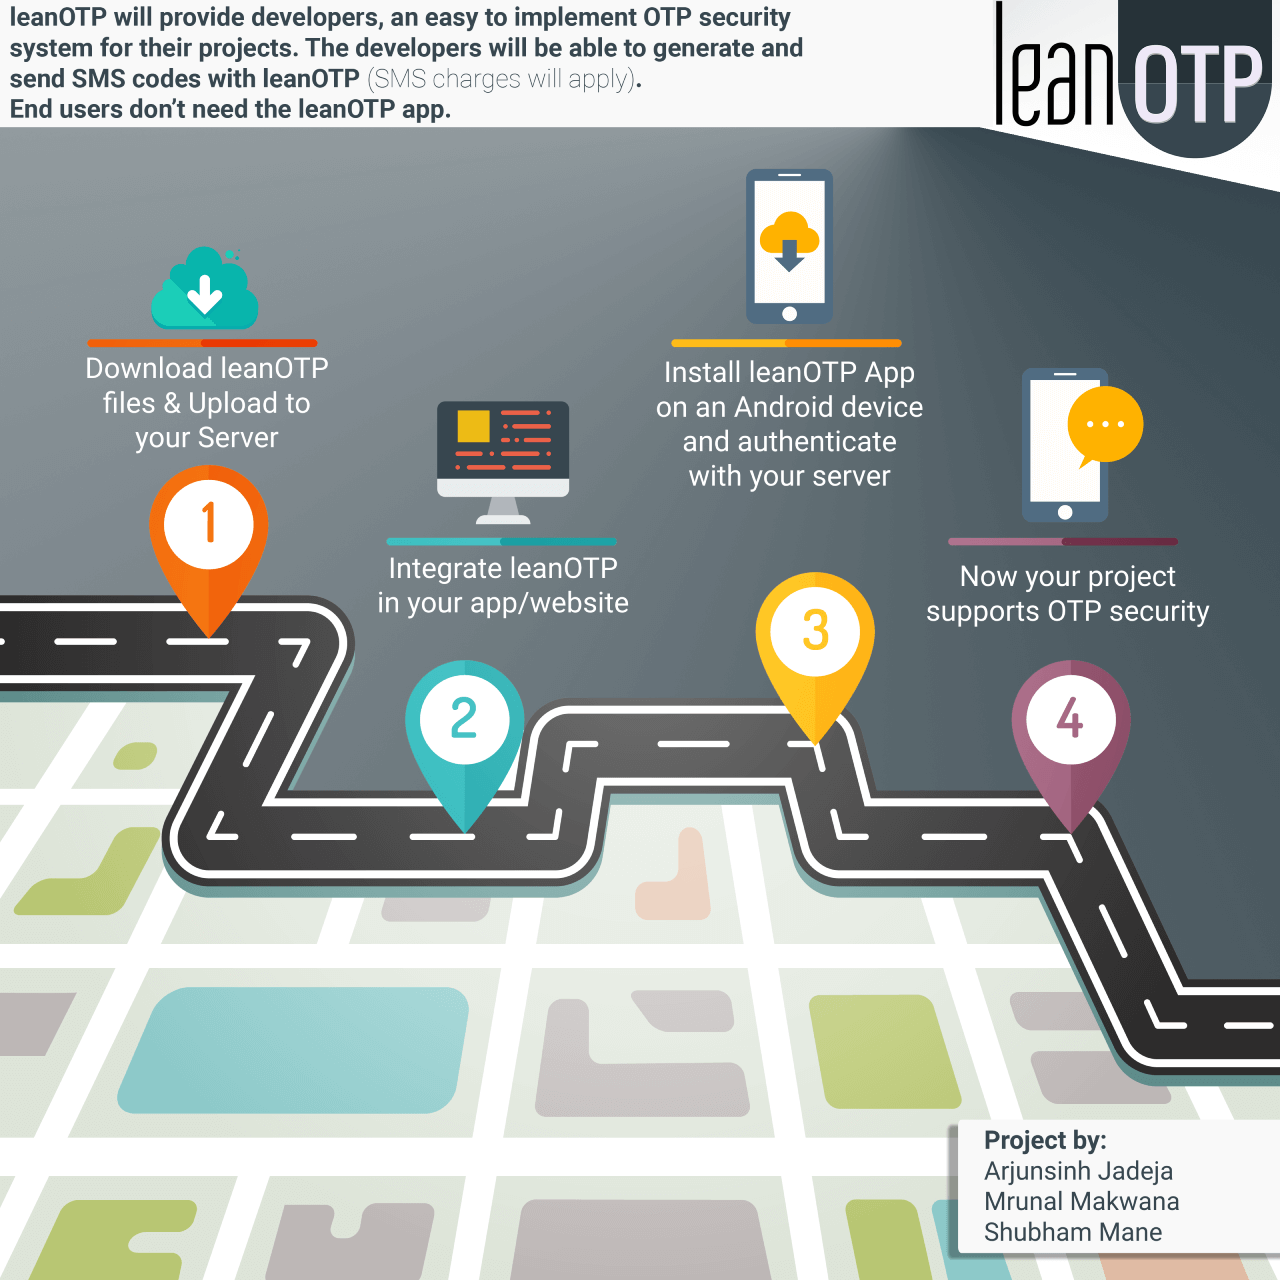 leanOTP will provide developers, an easy to implement OTP security
system for their projects. The developers will be able to generate and
send SMS codes with leanOTP (SMS charges will apply).
End users don't need the leanOTP app.
leanOTP
Download leanOTP
files & Upload to
your Server
1
Integrate leanOTP
in your app/website
2
Install leanOTP App
on an Android device
and authenticate
with your server
3
Now your project
supports OTP security
4
Project by:
Arjunsinh Jadeja
Mrunal Makwana
Shubham Mane